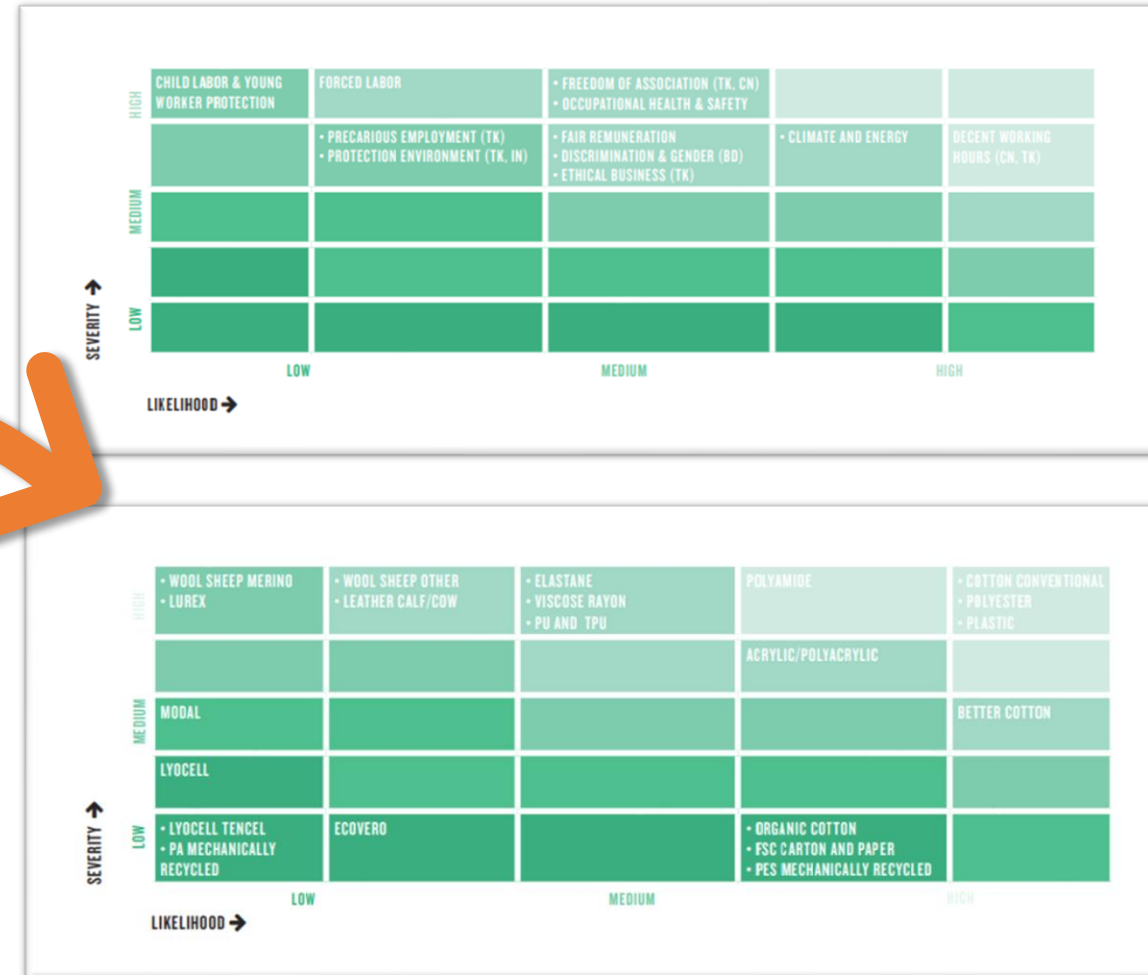 HIGH
CHILD LABOR & YOUNG
WORKER PROTECTION
FORCED LABOR
• FREEDOM OF ASSOCIATION (TK, CN)
• OCCUPATIONAL HEALTH & SAFETY
• PRECARIOUS EMPLOYMENT (TK)
• PROTECTION ENVIRONMENT (TK, IN)
• FAIR REMUNERATION
• DISCRIMINATION & GENDER (BD)
• ETHICAL BUSINESS (TK)
• CLIMATE AND ENERGY
DECENT WORKING
HOURS (CN, TK)
MEDIUM
LOW
SEVERITY →
LOW
MEDIUM
HIGH
LIKELIHOOD →
HIGH
• WOOL SHEEP MERINO
• LUREX
• WOOL SHEEP OTHER
• LEATHER CALF/COW
• ELASTANE
• VISCOSE RAYON
• PU AND TPU
POLYAMIDE
• COTTON CONVENTIONAL
• POLYESTER
• PLASTIC
ACRYLIC/POLYACRYLIC
MEDIUM
MODAL
BETTER COTTON
LYOCELL
LOW
• LYOCELL TENCEL
• PA MECHANICALLY
RECYCLED
ECOVERO
• ORGANIC COTTON
• FSC CARTON AND PAPER
• PES MECHANICALLY RECYCLED
SEVERITY →
LOW
MEDIUM
HIGH
LIKELIHOOD →